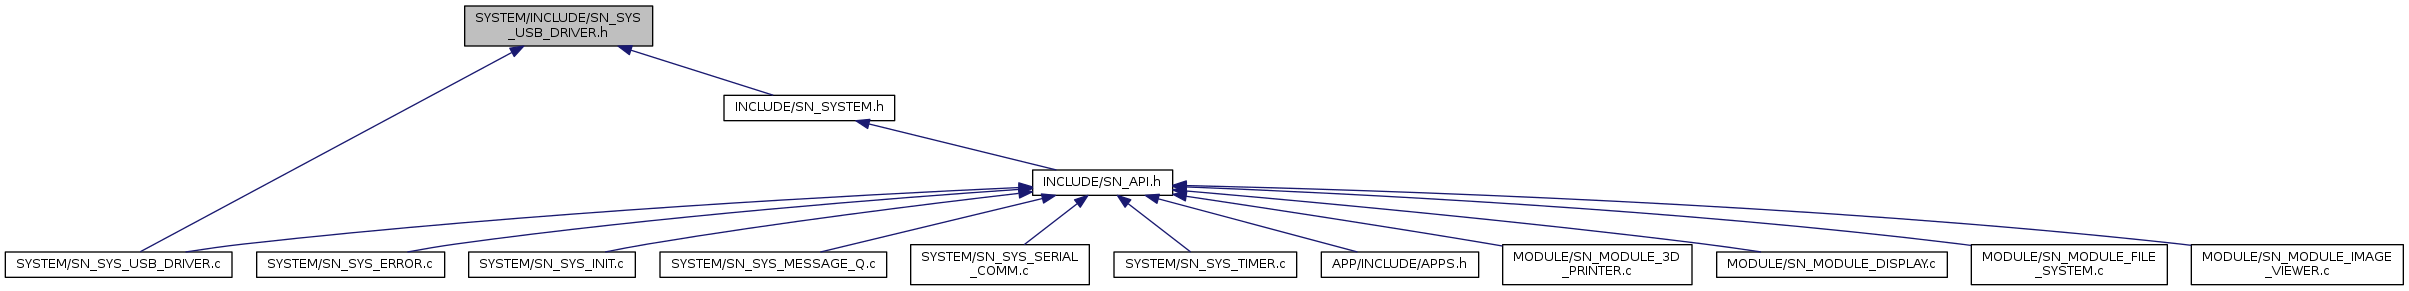 SYSTEM/INCLUDE/SN_SYS
_USB_DRIVER.h
INCLUDE/SN_SYSTEM.h
INCLUDE/SN_API.h
SYSTEM/SN_SYS_USB_DRIVER.c
SYSTEM/SN_SYS_ERROR.c
SYSTEM/SN_SYS_INIT.c
SYSTEM/SN_SYS_MESSAGE_Q.c
SYSTEM/SN_SYS_SERIAL
_COMM.c
SYSTEM/SN_SYS_TIMER.c
APP/INCLUDE/APPS.h
MODULE/SN_MODULE_3D
_PRINTER.c
MODULE/SN_MODULE_DISPLAY.c
MODULE/SN_MODULE_FILE
_SYSTEM.c
MODULE/SN_MODULE_IMAGE
_VIEWER.c